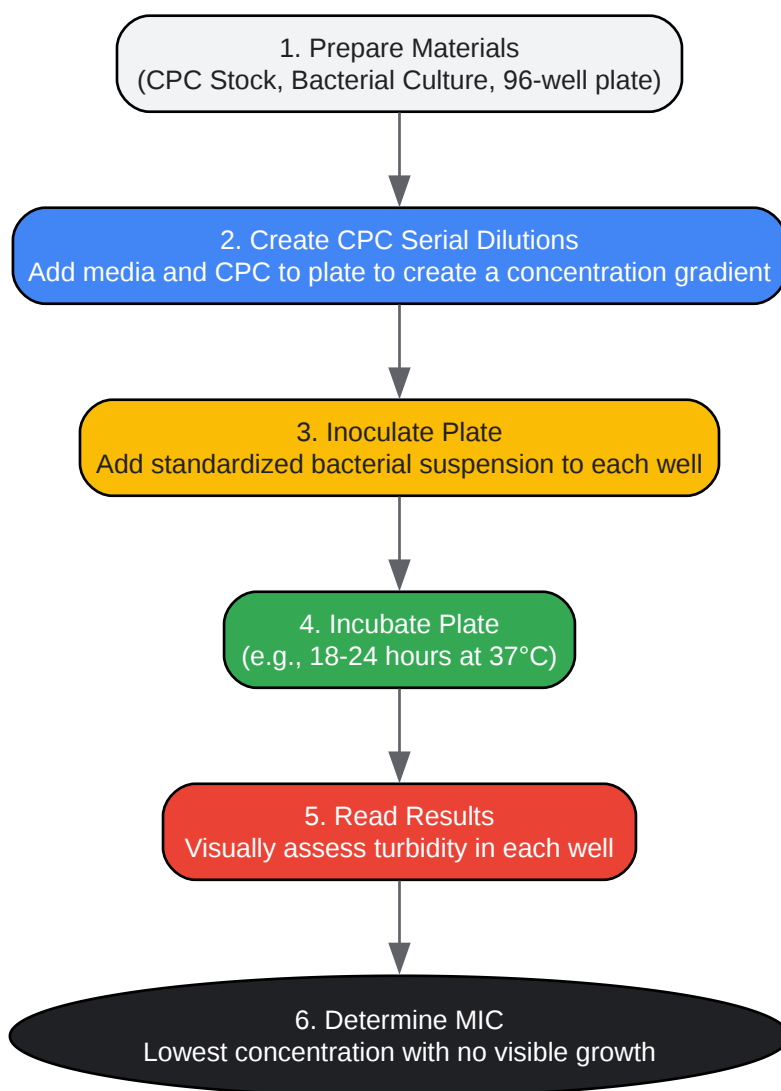 1. Prepare Materials
(CPC Stock, Bacterial Culture, 96-well plate)
2. Create CPC Serial Dilutions
Add media and CPC to plate to create a concentration gradient
3. Inoculate Plate
Add standardized bacterial suspension to each well
4. Incubate Plate
(e.g., 18-24 hours at 37°C)
5. Read Results
Visually assess turbidity in each well
6. Determine MIC
Lowest concentration with no visible growth